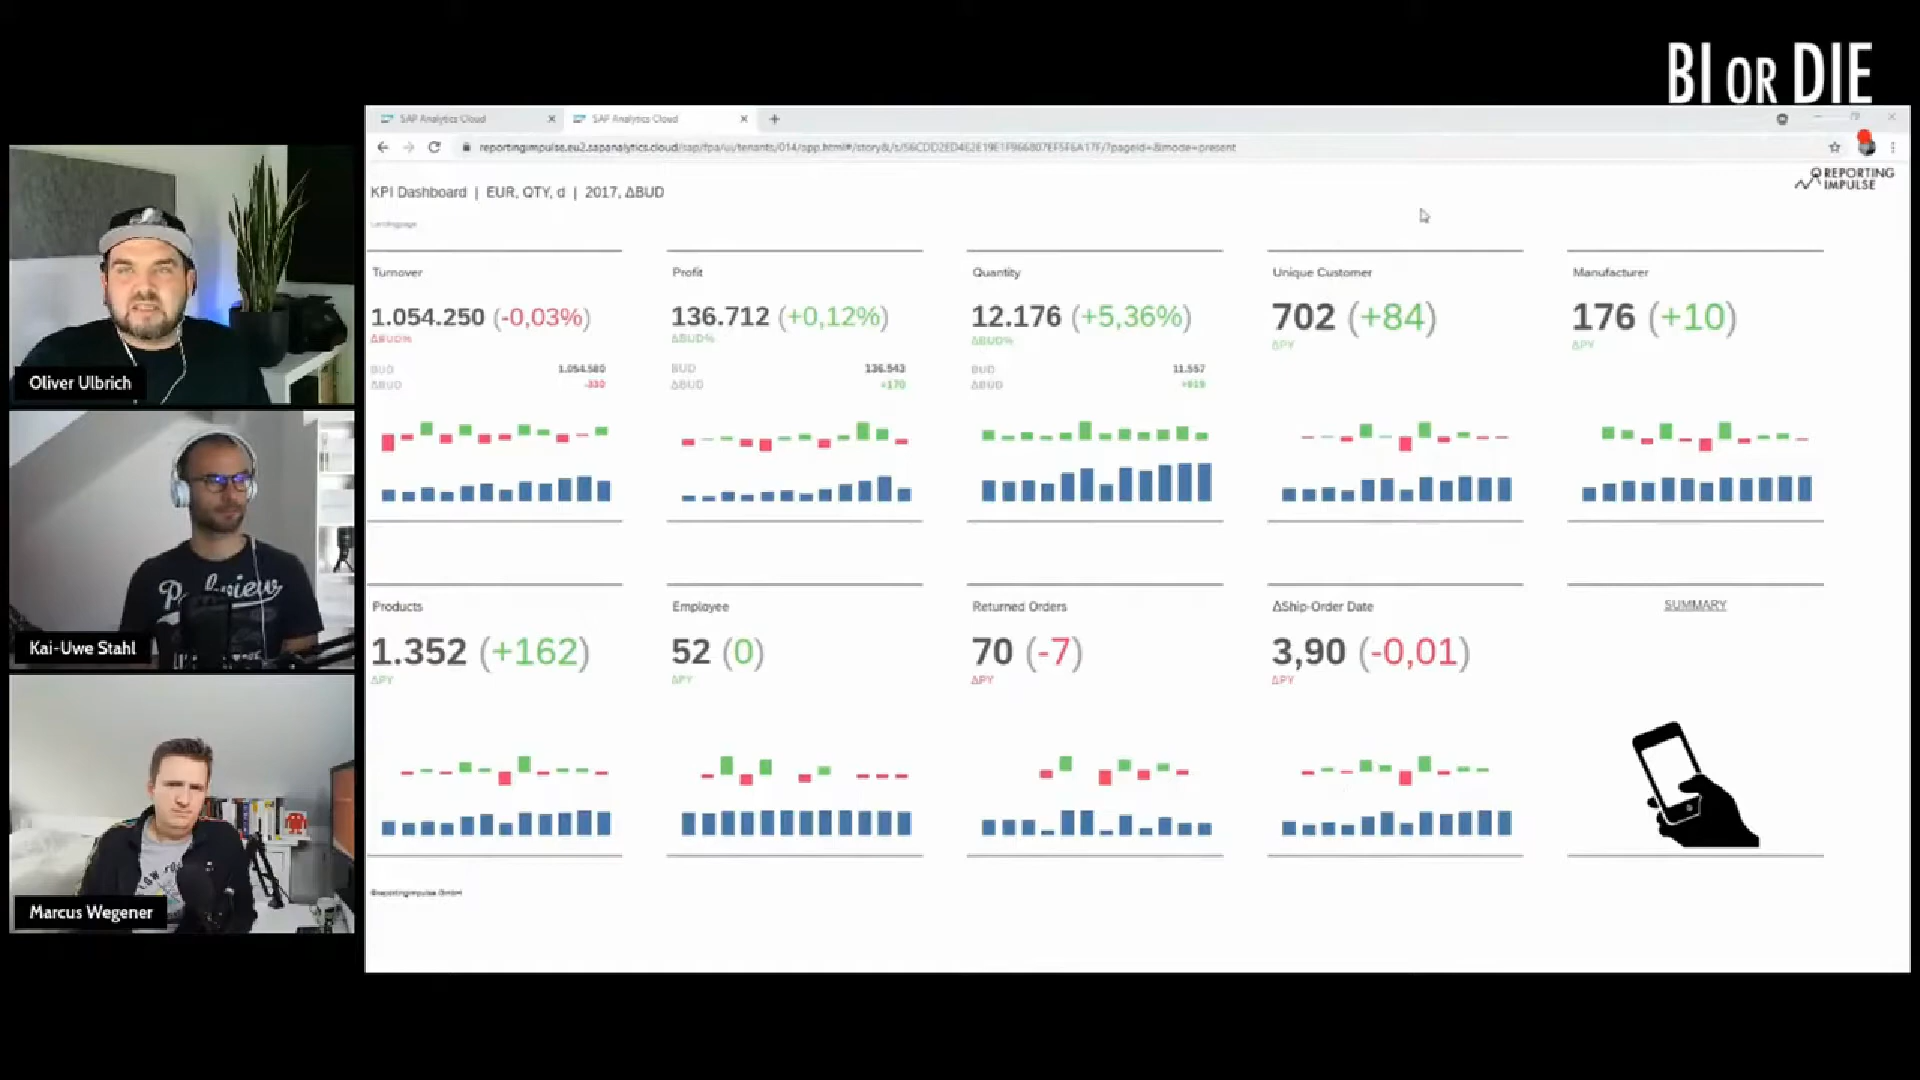 BI OR DIE
SAP Analytics Cloud
SAP Analytics Cloud
REPORTING
IMPULSE
KPI Dashboard | EUR, QTY, d | 2017, ΔBUD
Turnover
1.054.250 (-0,03%)
ΔBUD%
BUD 1.054.580
ΔBUD -330
Profit
136.712 (+0,12%)
ΔBUD%
BUD 136.543
ΔBUD +170
Quantity
12.176 (+5,36%)
ΔBUD%
BUD 11.557
ΔBUD +619
Unique Customer
702 (+84)
ΔPY
Manufacturer
176 (+10)
ΔPY
Products
1.352 (+162)
ΔPY
Employee
52 (0)
ΔPY
Returned Orders
70 (-7)
ΔPY
ΔShip-Order Date
3,90 (-0,01)
ΔPY
SUMMARY
Oliver Ulbrich
Kai-Uwe Stahl
Marcus Wegener